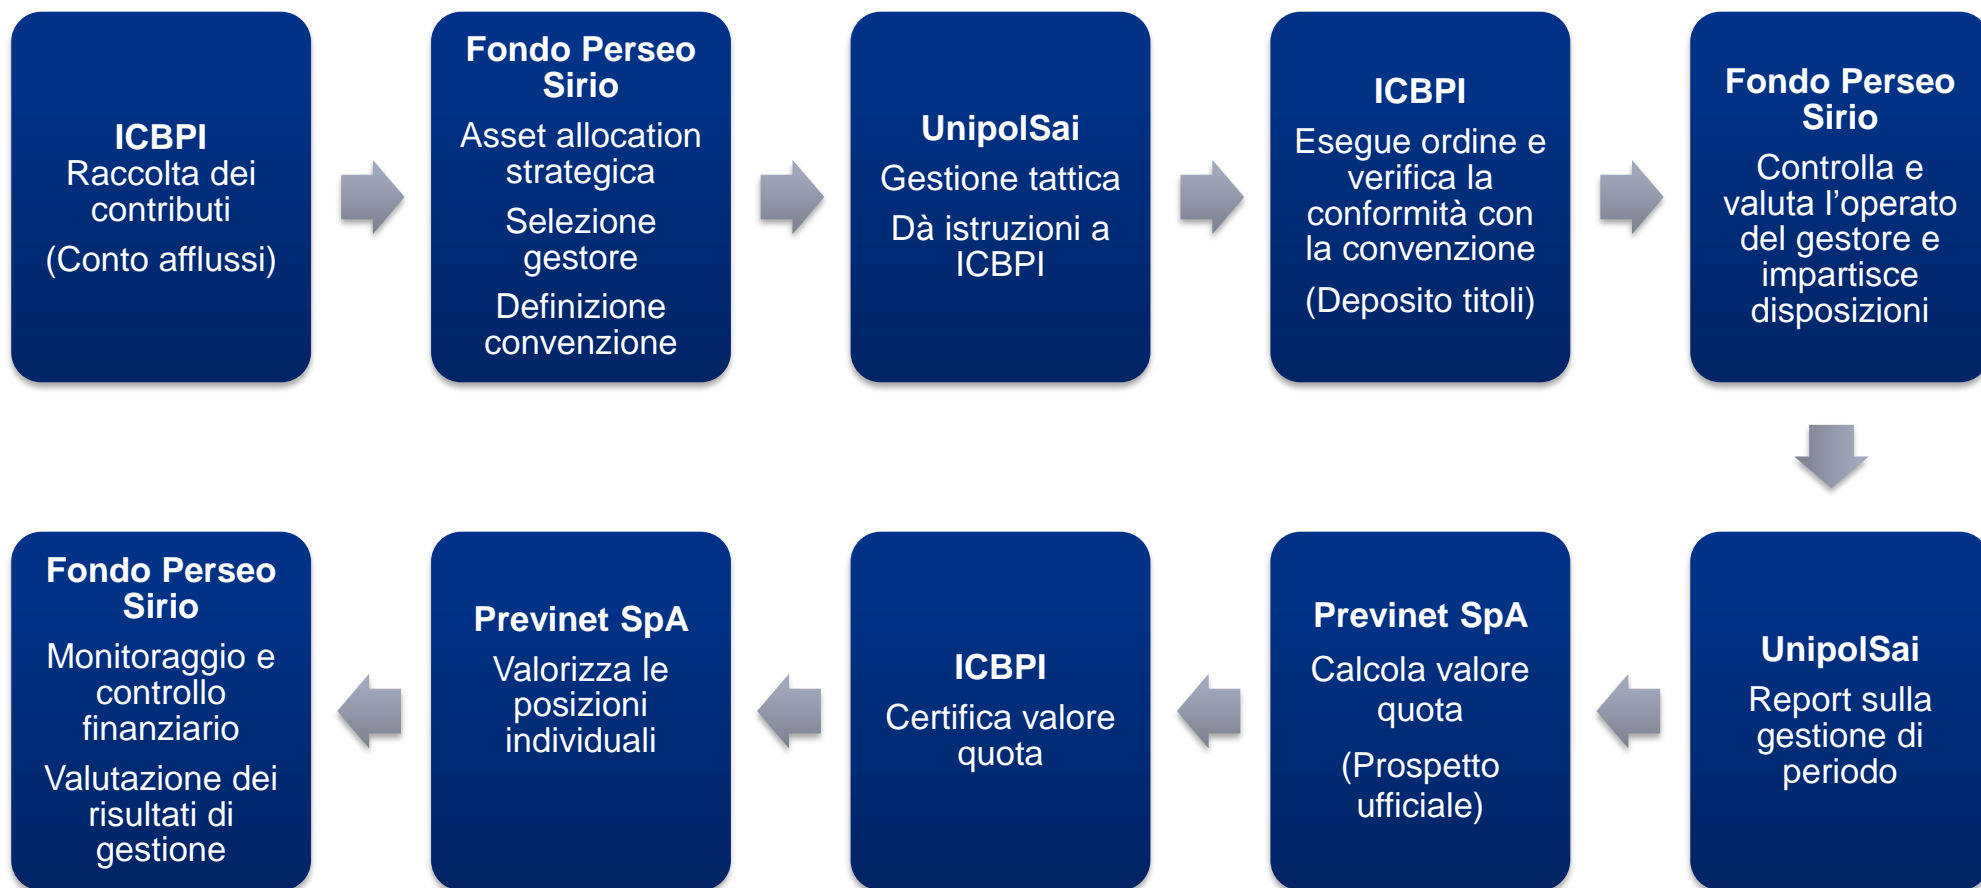 ICBPI
Raccolta dei
contributi
(Conto afflussi)
Fondo Perseo
Sirio
Asset allocation
strategica
Selezione
gestore
Definizione
convenzione
UnipolSai
Gestione tattica
Dà istruzioni a
ICBPI
ICBPI
Esegue ordine e
verifica la
conformità con
la convenzione
(Deposito titoli)
Fondo Perseo
Sirio
Controlla e
valuta l’operato
del gestore e
impartisce
disposizioni
UnipolSai
Report sulla
gestione di
periodo
Previnet SpA
Calcola valore
quota
(Prospetto
ufficiale)
ICBPI
Certifica valore
quota
Previnet SpA
Valorizza le
posizioni
individuali
Fondo Perseo
Sirio
Monitoraggio e
controllo
finanziario
Valutazione dei
risultati di
gestione